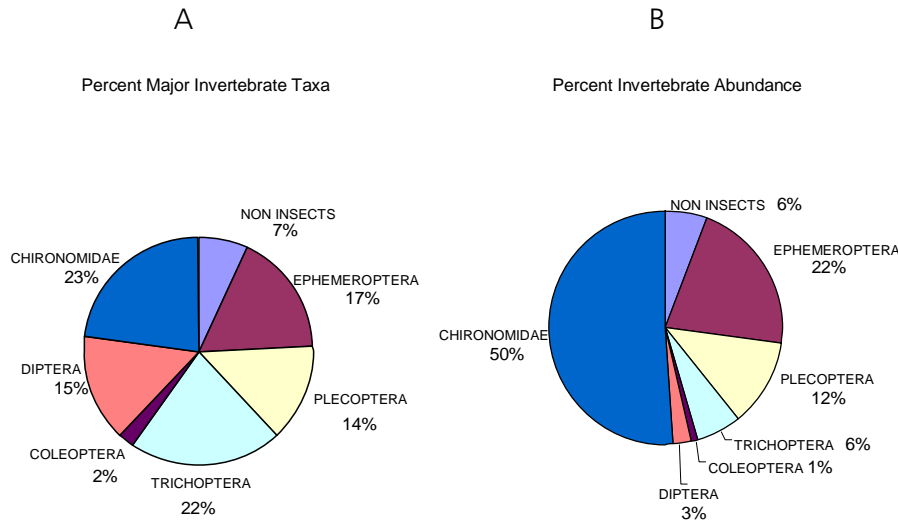 A
Percent Major Invertebrate Taxa
NON INSECTS
7%
EPHEMEROPTERA
17%
PLECOPTERA
14%
TRICHOPTERA
22%
COLEOPTERA
2%
DIPTERA
15%
CHIRONOMIDAE
23%
B
Percent Invertebrate Abundance
NON INSECTS 6%
EPHEMEROPTERA
22%
PLECOPTERA
12%
TRICHOPTERA 6%
COLEOPTERA 1%
DIPTERA
3%
CHIRONOMIDAE
50%